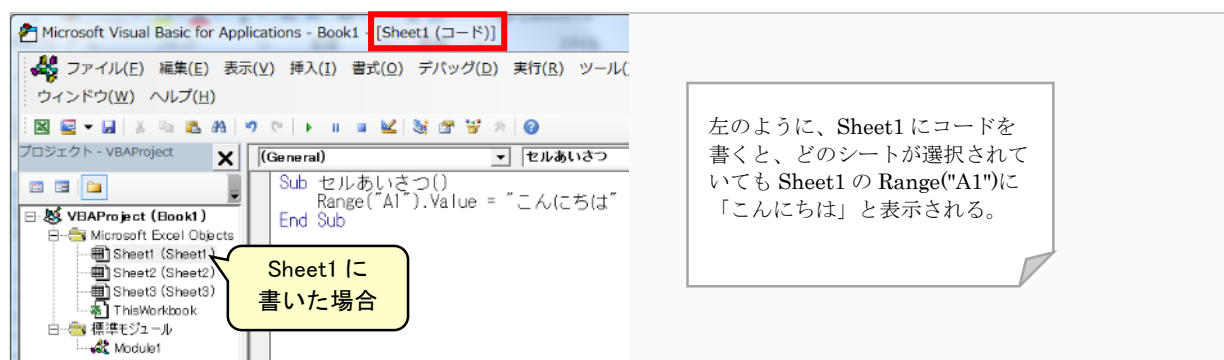 Microsoft Visual Basic for Applications - Book1 - [Sheet1 (コード)]
ファイル(F) 編集(E) 表示(V) 挿入(I) 書式(O) デバッグ(D) 実行(R) ツール(
ウィンドウ(W) ヘルプ(H)
プロジェクト - VBAProject
(General)
セルあいさつ
Sub セルあいさつ()
Range("A1").Value = "こんにちは"
End Sub
VBAProject (Book1)
Microsoft Excel Objects
Sheet1 (Sheet1)
Sheet2 (Sheet2)
Sheet3 (Sheet3)
ThisWorkbook
標準モジュール
Module1
Sheet1 に
書いた場合
左のように、Sheet1 にコードを
書くと、どのシートが選択されて
いても Sheet1 の Range("A1")に
「こんにちは」と表示される。